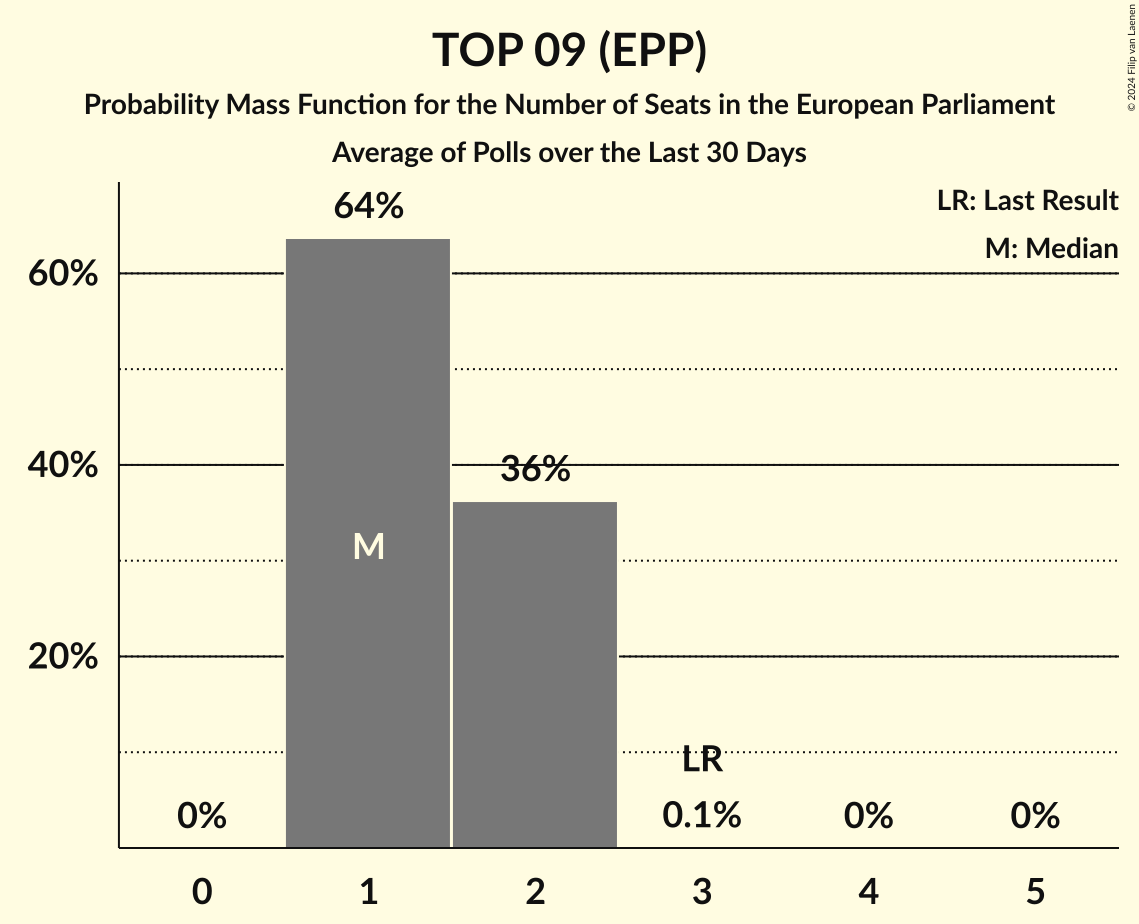 TOP 09 (EPP)
Probability Mass Function for the Number of Seats in the European Parliament
Average of Polls over the Last 30 Days
© 2024 Filip van Laenen
LR: Last Result
M: Median
64%
60%
40%
36%
M
20%
LR
0%
0.1%
0%
0%
0
1
2
3
4
5